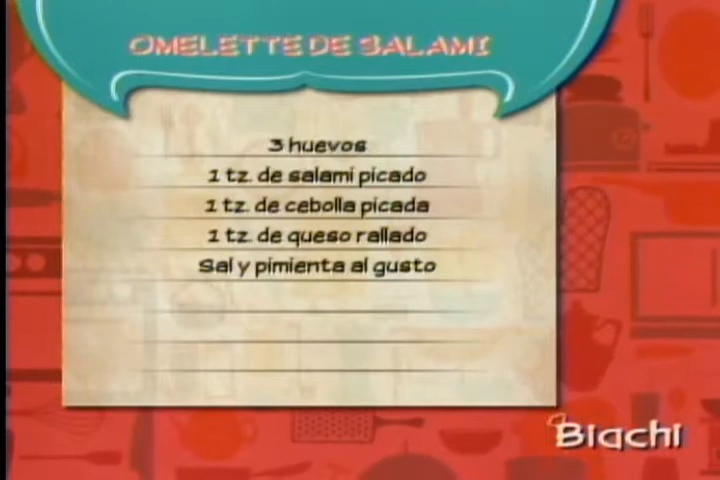 OMELETTE DE SALAMI
3 huevos
1 tz. de salami picado
1 tz. de cebolla picada
1 tz. de queso rallado
Sal y pimienta al gusto
Biachi